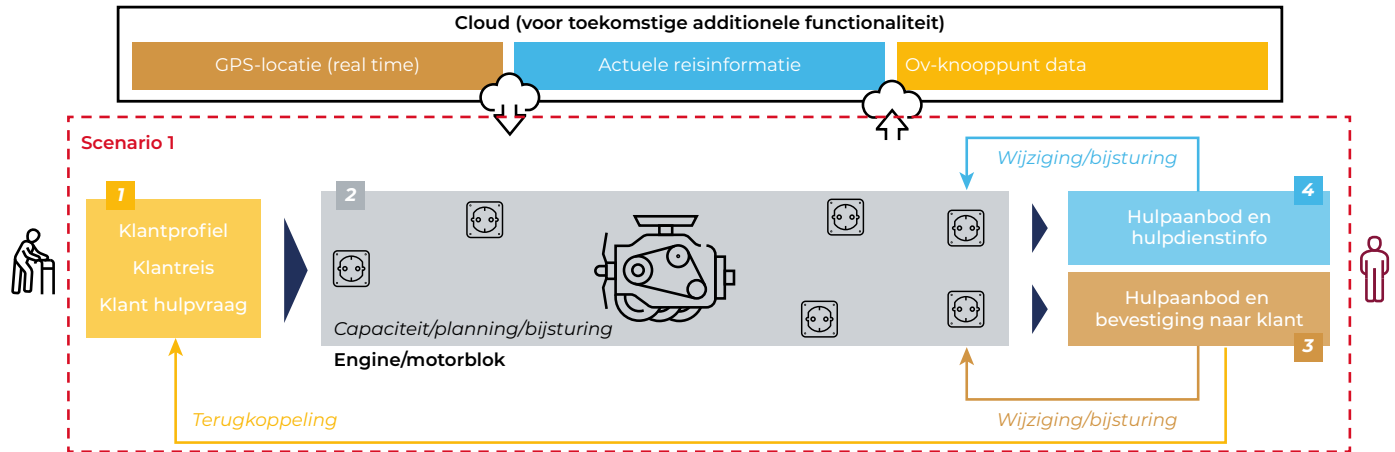 Cloud (voor toekomstige additionele functionaliteit)
GPS-locatie (real time)
Actuele reisinformatie
Ov-knooppunt data
Scenario 1
1
Klantprofiel
Klantreis
Klant hulpvraag
2
Capaciteit/planning/bijsturing
Engine/motorblok
Wijziging/bijsturing
4
Hulpaanbod en
hulpdienstinfo
Hulpaanbod en
bevestiging naar klant
3
Wijziging/bijsturing
Terugkoppeling